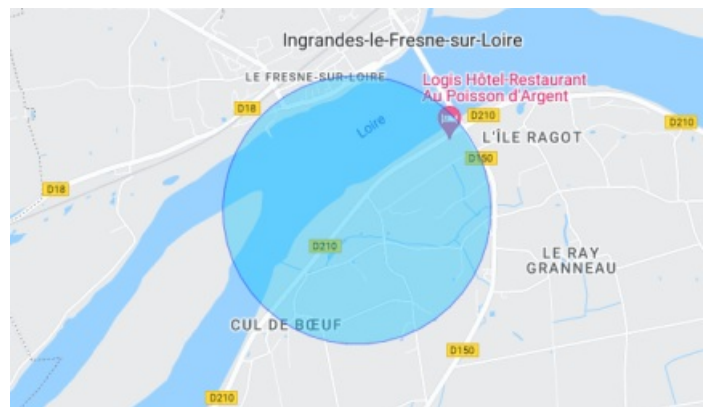 Ingrandes-le-Fresne-sur-Loire
LE FRESNE-SUR-LOIRE
Logis Hôtel-Restaurant
Au Poisson d'Argent
D18
D210
D210
Loire
L'ÎLE RAGOT
D150
D18
D210
LE RAY
GRANNEAU
CUL DE BŒUF
D150
D210